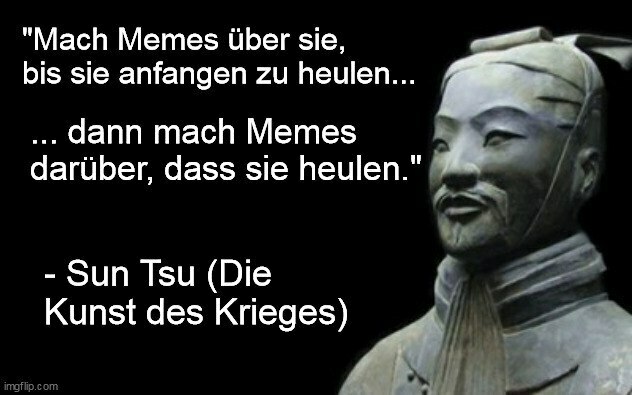 "Mach Memes über sie,
bis sie anfangen zu heulen...
... dann mach Memes
darüber, dass sie heulen."
- Sun Tsu (Die
Kunst des Krieges)
imgflip.com